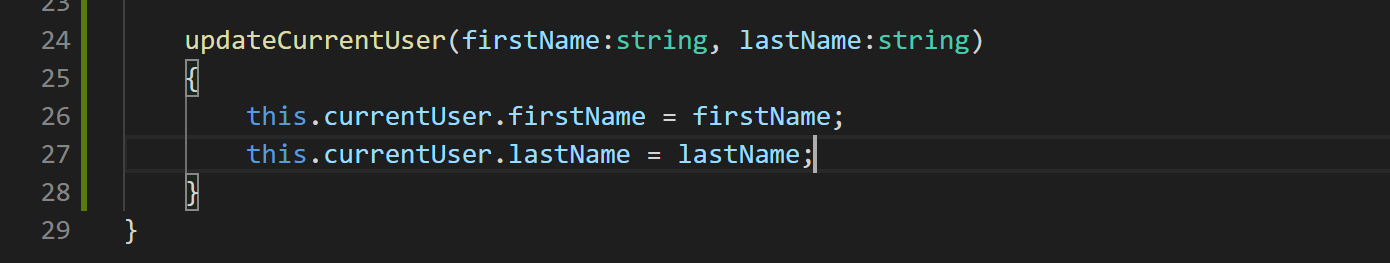 23
24 updateCurrentUser(firstName:string, lastName:string)
25 {
26 this.currentUser.firstName = firstName;
27 this.currentUser.lastName = lastName;
28 }
29 }